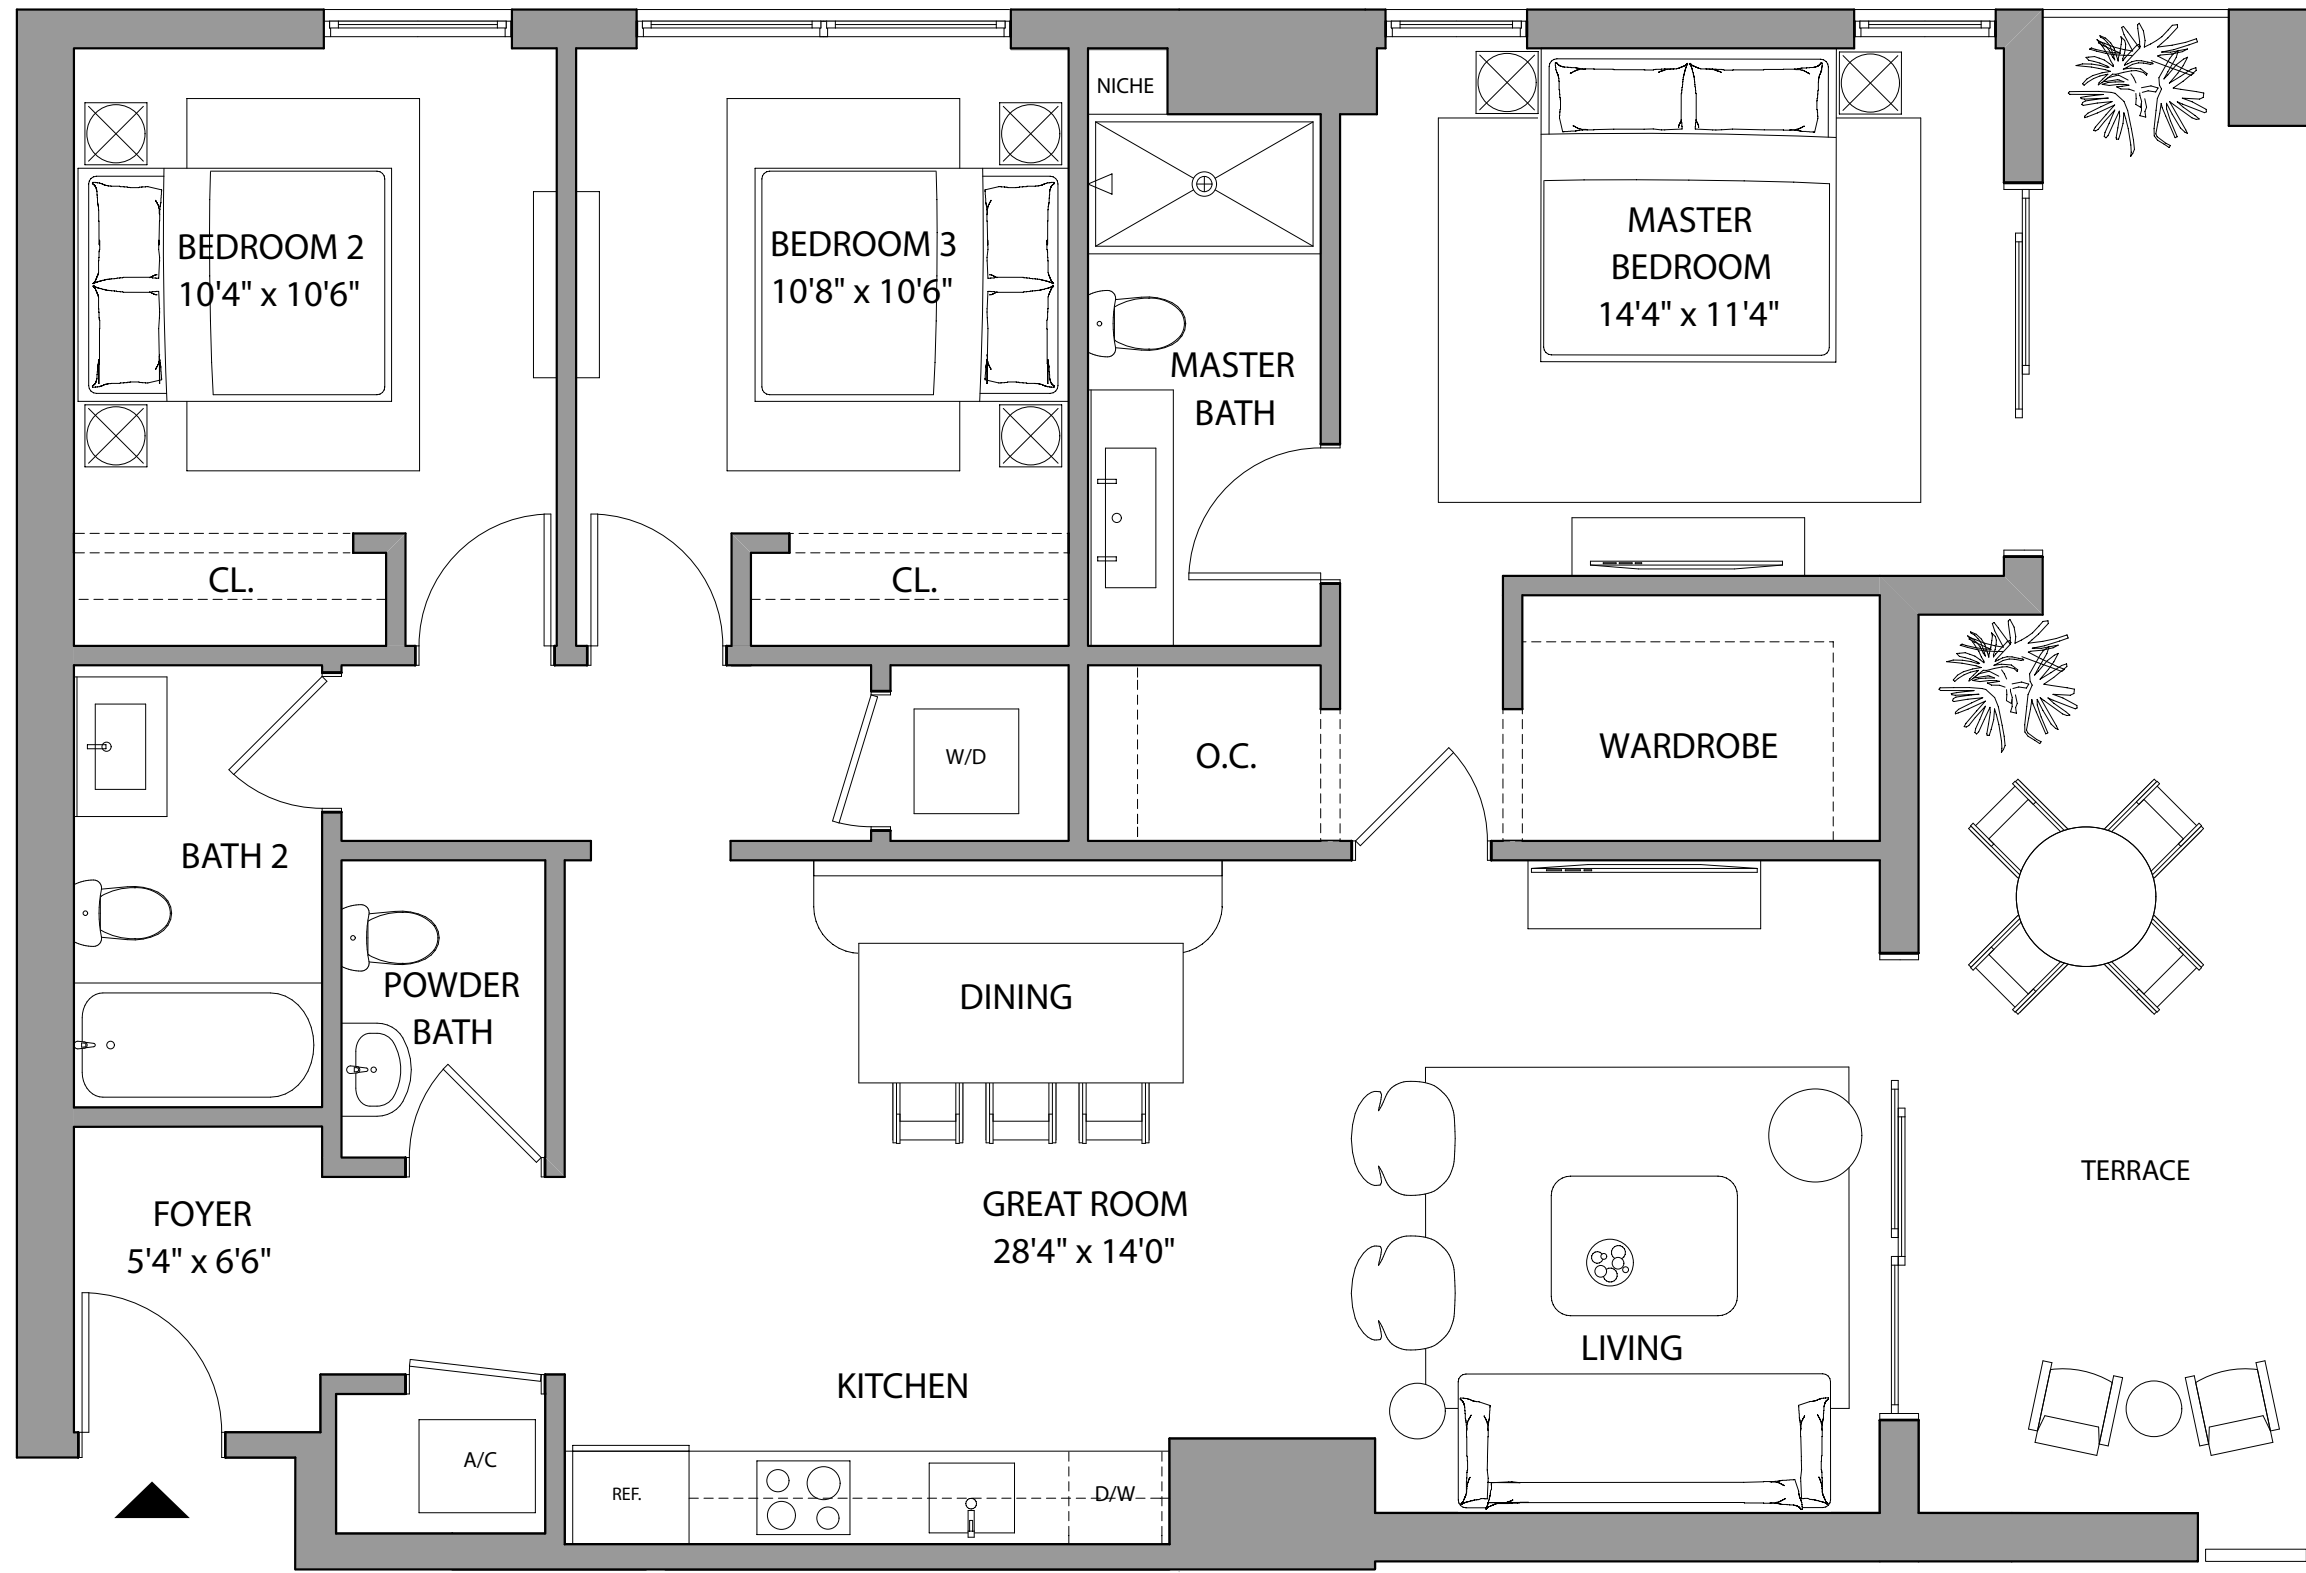 NICHE
BEDROOM 2
10'4" x 10'6"
BEDROOM 3
10'8" x 10'6"
MASTER
BEDROOM
14'4" x 11'4"
MASTER
BATH
CL.
CL.
W/D
O.C.
WARDROBE
BATH 2
POWDER
BATH
DINING
TERRACE
FOYER
5'4" x 6'6"
GREAT ROOM
28'4" x 14'0"
LIVING
KITCHEN
A/C
REF.
D/W